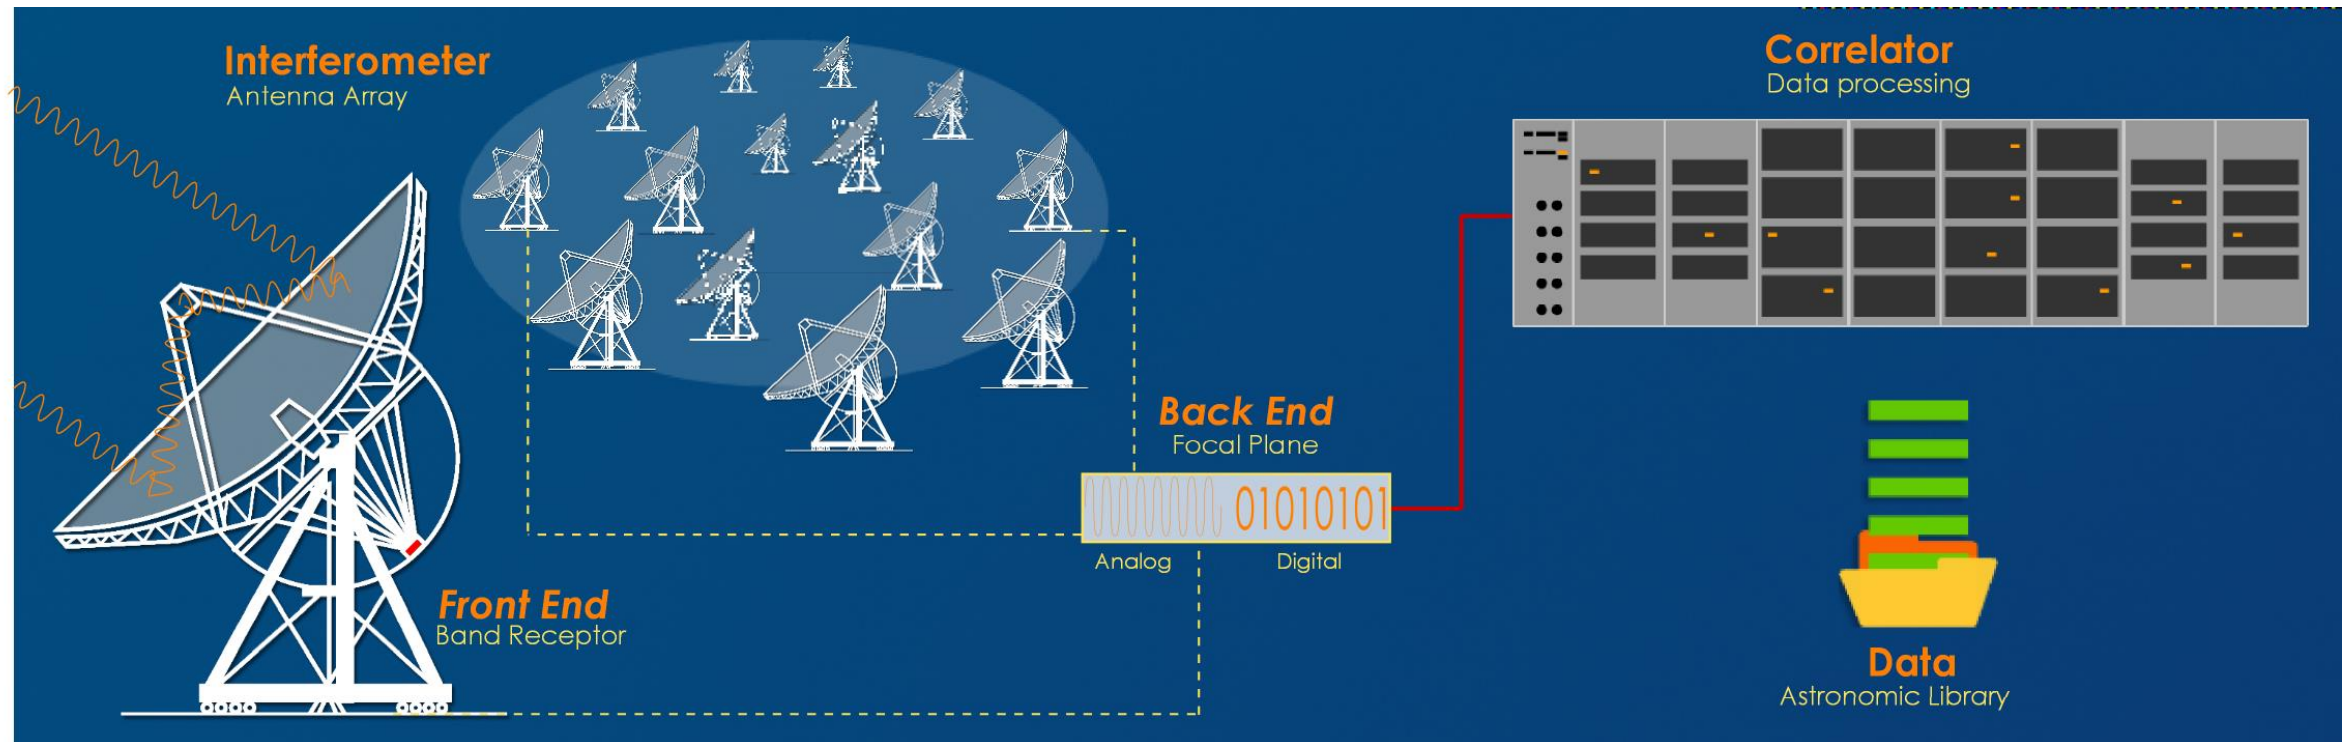 Interferometer
Antenna Array
Correlator
Data processing
Back End
Focal Plane
01010101
Analog
Digital
Front End
Band Receptor
Data
Astronomic Library